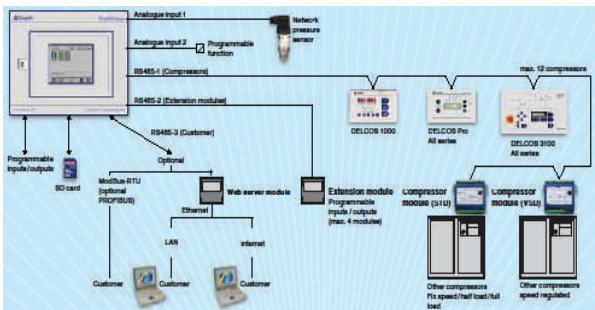 Analogue input 1
Network
pressure
sensor
Analogue input 2
Programmable
function
RS485-1 (Compressors)
max. 12 compressors
RS485-2 (Extension modules)
DELCOS 1000
DELCOS Pro
All series
DELCOS 3100
All series
RS485-3 (Customer)
Programmable
inputs/outputs
SD card
Optional
ModBus-RTU
(optional
PROFIBUS)
Web server module
Extension module
Programmable
inputs / outputs
(max. 4 modules)
Compressor
module (STD)
Compressor
module (VSD)
Ethernet
LAN
Internet
Customer
Customer
Customer
Other compressors
Fix speed/half load/full
load
Other compressors
speed regulated